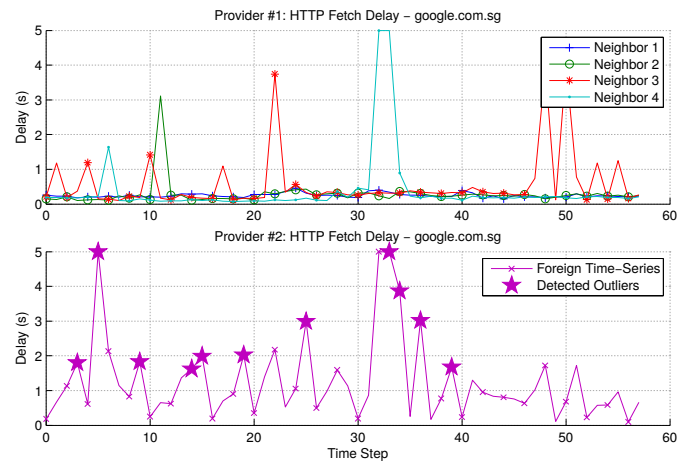 Provider #1: HTTP Fetch Delay – google.com.sg
5
4
3
2
1
0
Delay (s)
Neighbor 1
Neighbor 2
Neighbor 3
Neighbor 4
0 10 20 30 40 50 60
Provider #2: HTTP Fetch Delay – google.com.sg
5
4
3
2
1
0
Delay (s)
Foreign Time–Series
Detected Outliers
0 10 20 30 40 50 60
Time Step